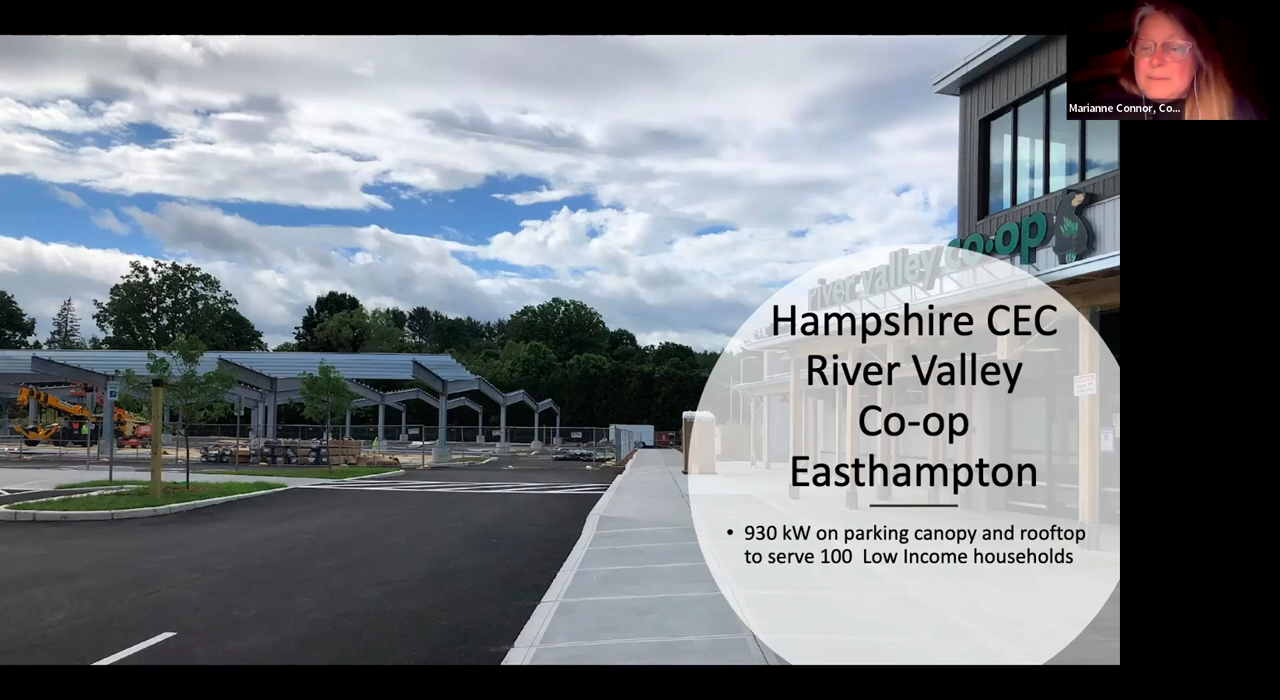 Marianne Connor, Co...
river valley co-op
Hampshire CEC
River Valley
Co-op
Easthampton
• 930 kW on parking canopy and rooftop
to serve 100 Low Income households